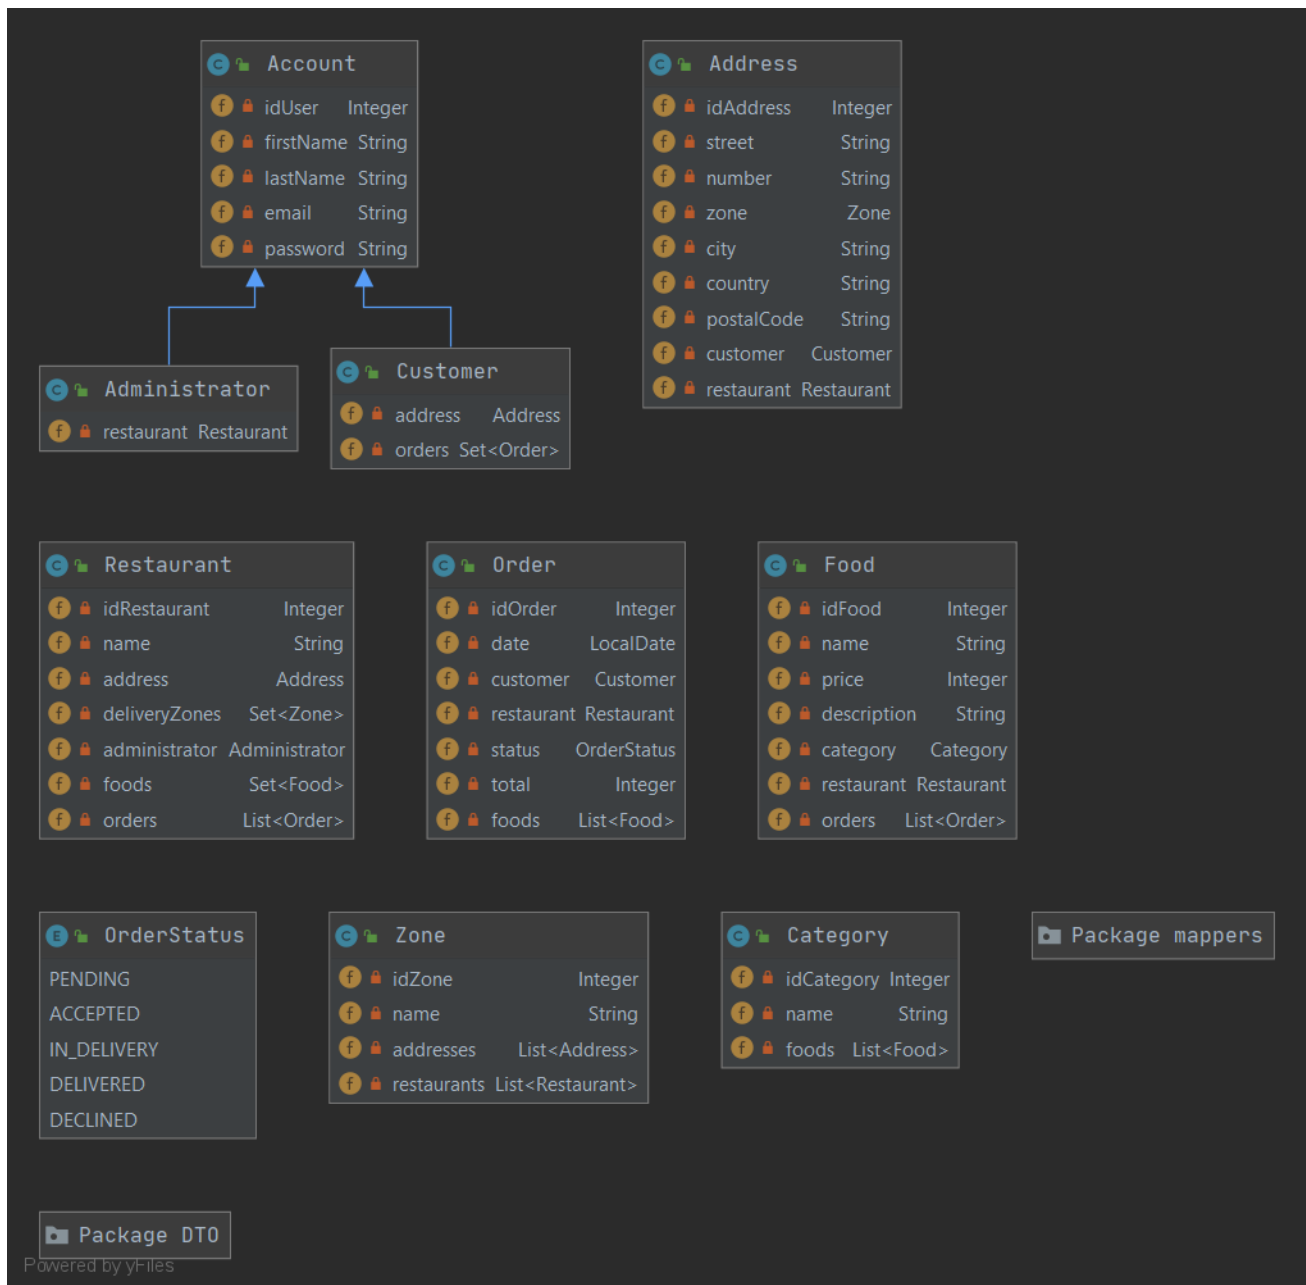 Account
idUser Integer
firstName String
lastName String
email String
password String
Address
idAddress Integer
street String
number String
zone Zone
city String
country String
postalCode String
customer Customer
restaurant Restaurant
Administrator
restaurant Restaurant
Customer
address Address
orders Set<Order>
Restaurant
idRestaurant Integer
name String
address Address
deliveryZones Set<Zone>
administrator Administrator
foods Set<Food>
orders List<Order>
Order
idOrder Integer
date LocalDate
customer Customer
restaurant Restaurant
status OrderStatus
total Integer
foods List<Food>
Food
idFood Integer
name String
price Integer
description String
category Category
restaurant Restaurant
orders List<Order>
OrderStatus
PENDING
ACCEPTED
IN_DELIVERY
DELIVERED
DECLINED
Zone
idZone Integer
name String
addresses List<Address>
restaurants List<Restaurant>
Category
idCategory Integer
name String
foods List<Food>
Package mappers
Package DTO
Powered by yFiles